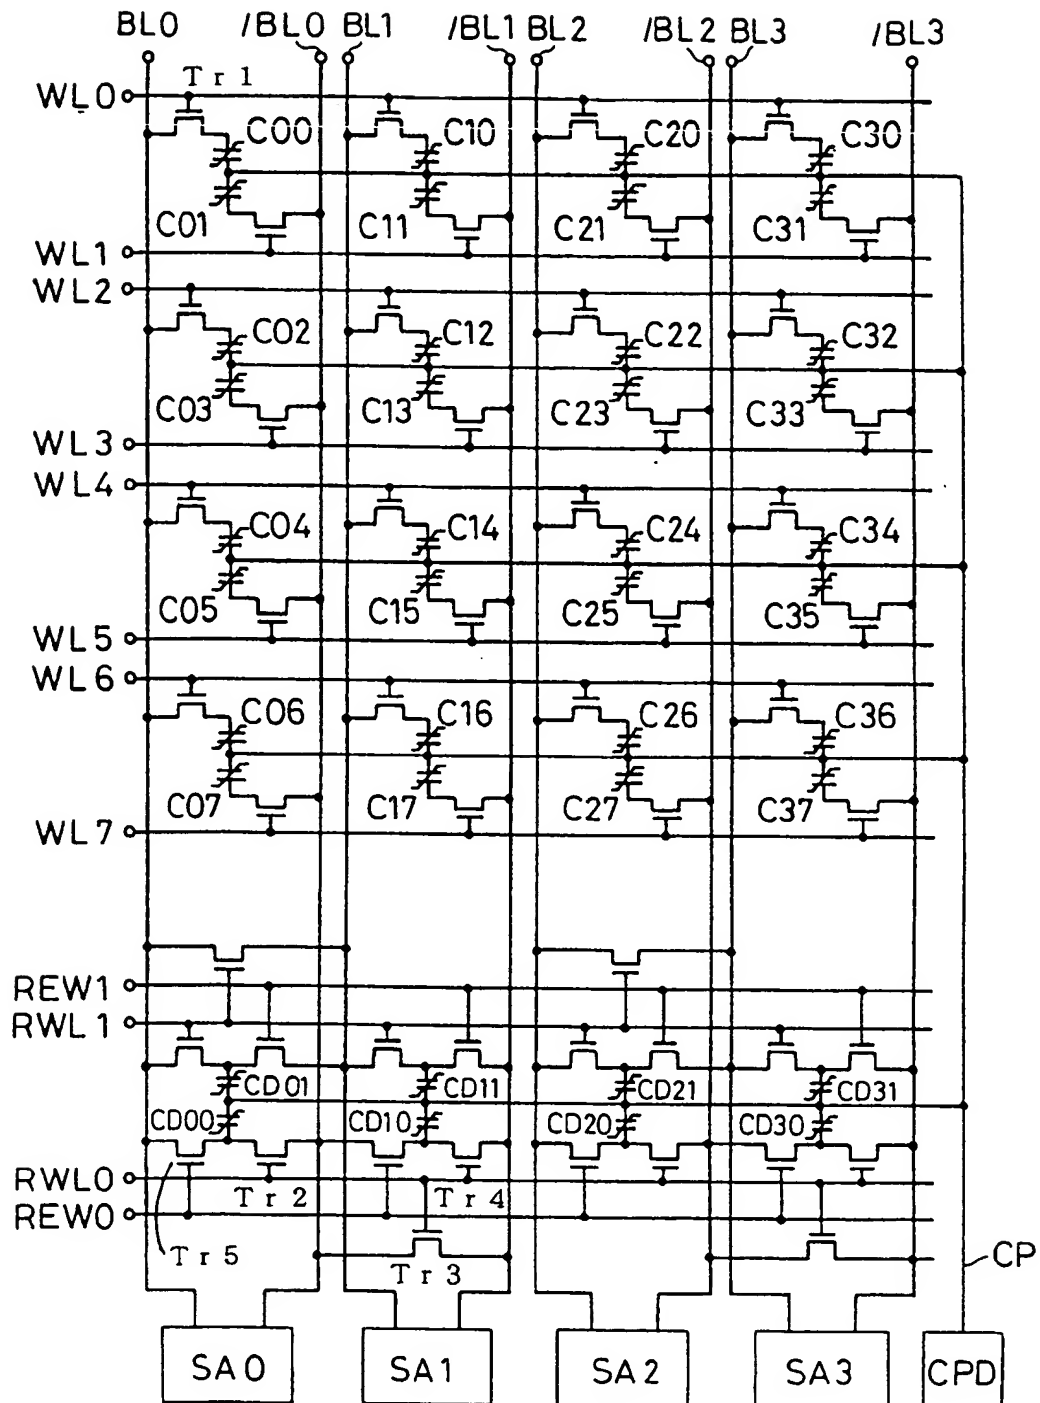 BL0 /BL0 BL1 /BL1 BL2 /BL2 BL3 /BL3
Tr1
WL0
C00 C10 C20 C30
C01 C11 C21 C31
WL1
WL2
C02 C12 C22 C32
C03 C13 C23 C33
WL3
WL4
C04 C14 C24 C34
C05 C15 C25 C35
WL5
WL6
C06 C16 C26 C36
C07 C17 C27 C37
WL7
REW1
RWL1
CD01 CD11 CD21 CD31
CD00 CD10 CD20 CD30
RWL0
Tr2 Tr4
REW0
Tr5 Tr3 CP
SA0 SA1 SA2 SA3 CPD